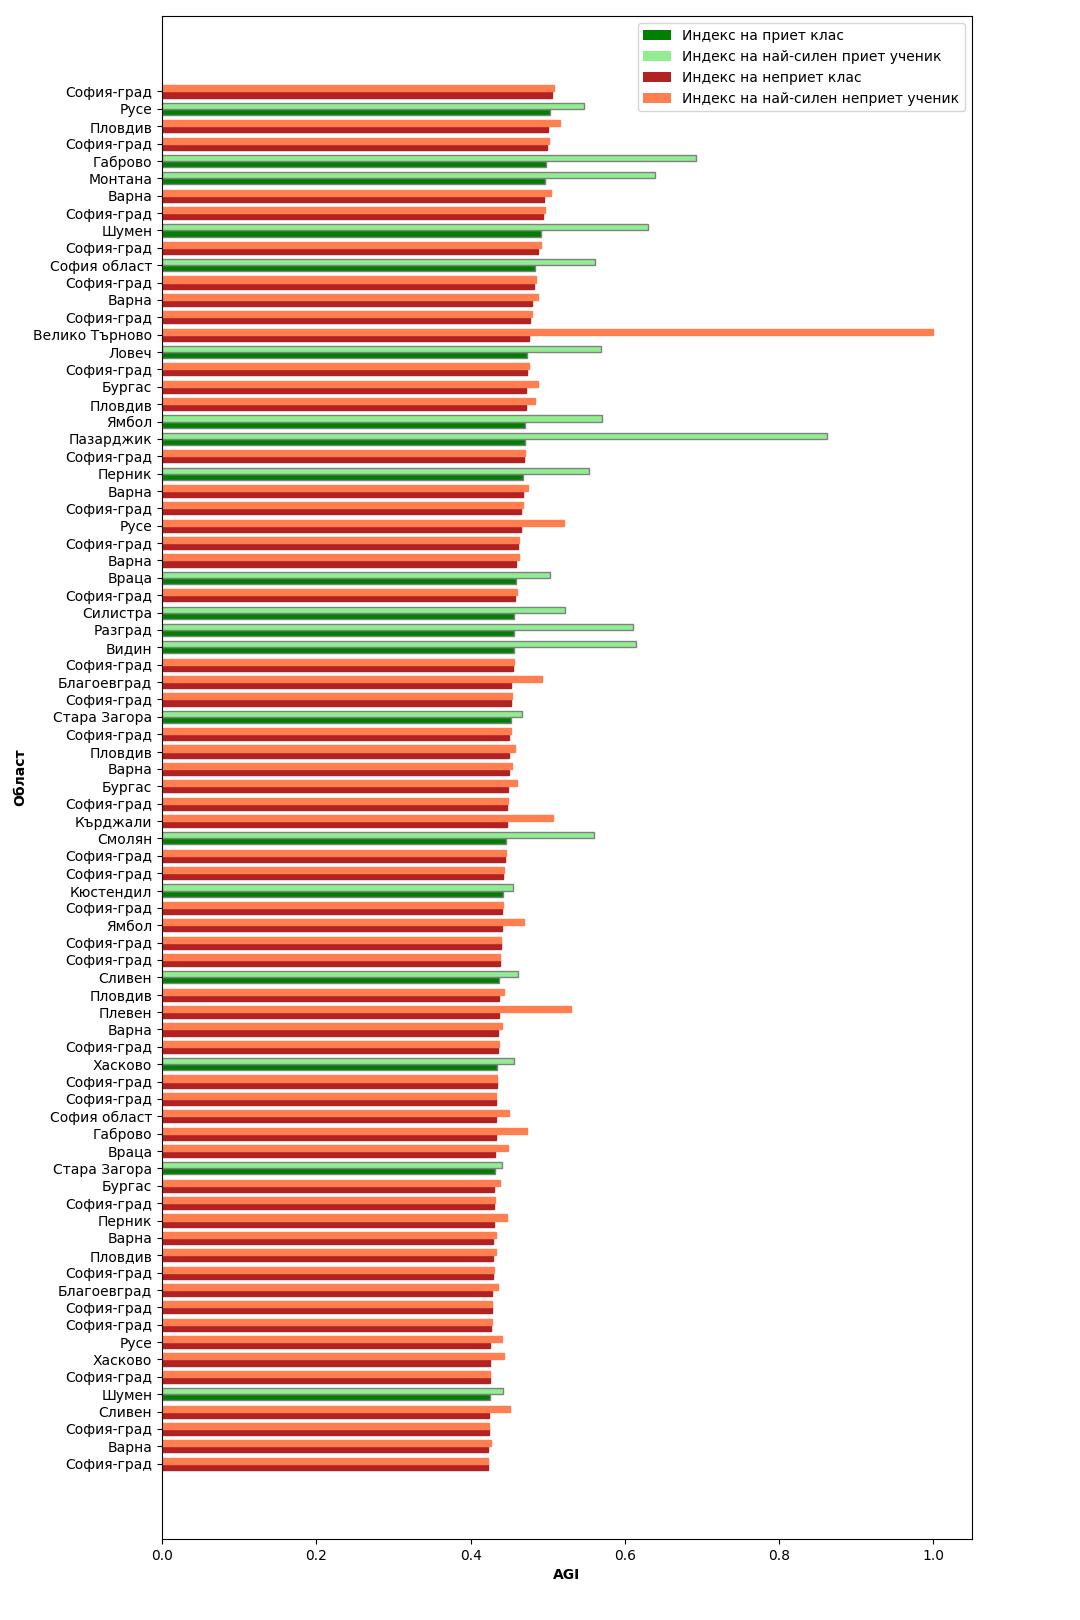 Индекс на приет клас
Индекс на най-силен приет ученик
Индекс на неприет клас
Индекс на най-силен неприет ученик
София-град
Русе
Пловдив
София-град
Габрово
Монтана
Варна
София-град
Шумен
София-град
София област
София-град
Варна
София-град
Велико Търново
Ловеч
София-град
Бургас
Пловдив
Ямбол
Пазарджик
София-град
Перник
Варна
София-град
Русе
София-град
Варна
Враца
София-град
Силистра
Разград
Видин
София-град
Благоевград
София-град
Стара Загора
София-град
Пловдив
Варна
Бургас
София-град
Кърджали
Смолян
София-град
София-град
Кюстендил
София-град
Ямбол
София-град
София-град
Сливен
Пловдив
Плевен
Варна
София-град
Хасково
София-град
София-град
София област
Габрово
Враца
Стара Загора
Бургас
София-град
Перник
Варна
Пловдив
София-град
Благоевград
София-град
София-град
Русе
Хасково
София-град
Шумен
Сливен
София-град
Варна
София-град
Област
0.0 0.2 0.4 0.6 0.8 1.0
AGI